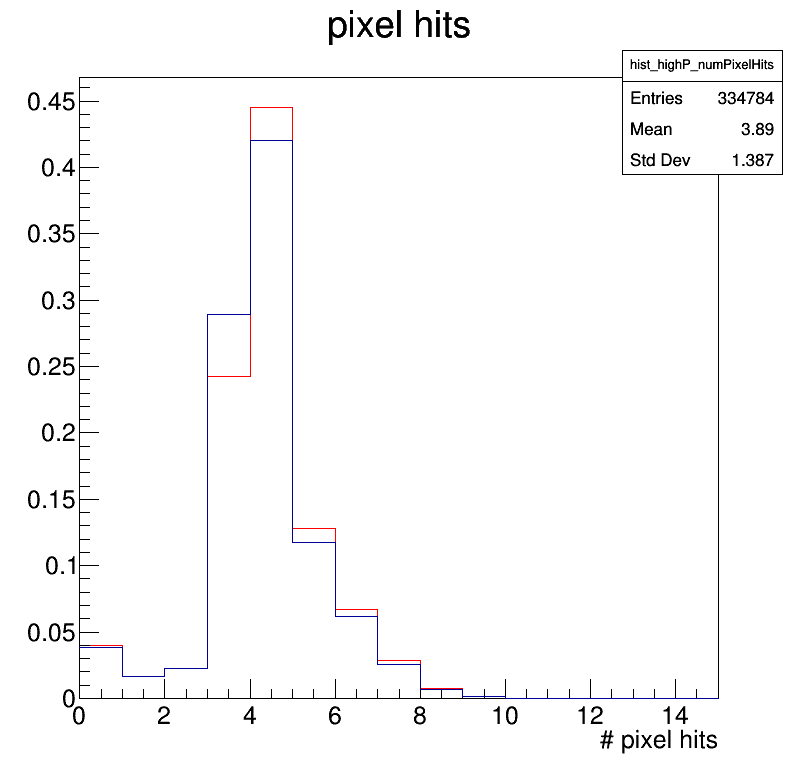 pixel hits
hist_highP_numPixelHits
Entries 334784
Mean 3.89
Std Dev 1.387
0.45
0.4
0.35
0.3
0.25
0.2
0.15
0.1
0.05
0
0 2 4 6 8 10 12 14
# pixel hits